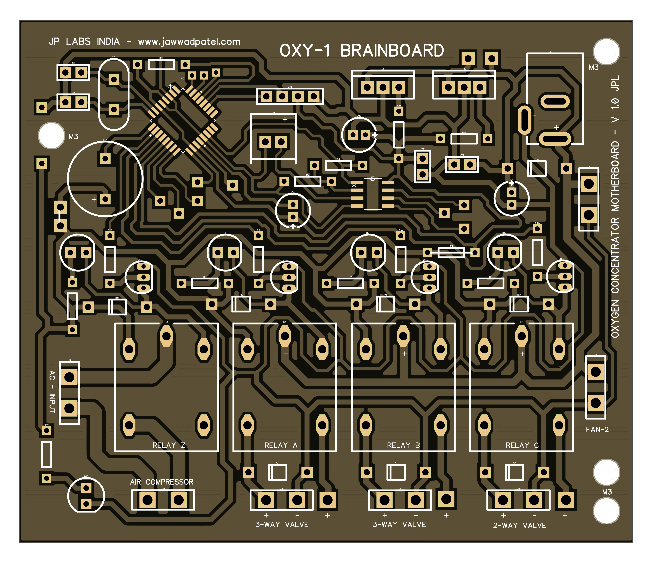 JP LABS INDIA - www.jawwadpatel.com
OXY-1 BRAINBOARD
M3
M3
OXYGEN CONCENTRATOR MOTHERBOARD - V 1.0 JPL
AC - INPUT
RELAY Z
RELAY A
RELAY B
RELAY C
FAN-2
AIR COMPRESSOR
M3
3-WAY VALVE
3-WAY VALVE
2-WAY VALVE
+ - + + - + + - +